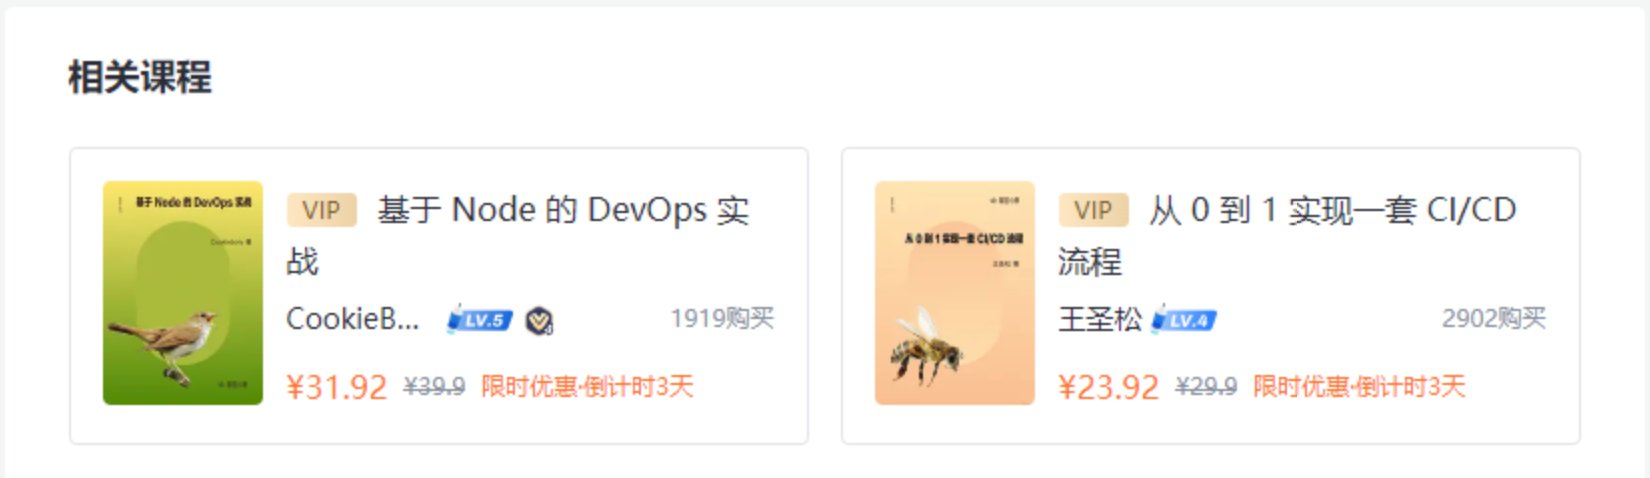 相关课程
基于 Node 的 DevOps 实战
VIP 基于 Node 的 DevOps 实
战
CookieB... LV.5 1919购买
¥31.92 ¥39.9 限时优惠·倒计时3天
从 0 到 1 实现一套 CI/CD 流程
VIP 从 0 到 1 实现一套 CI/CD
流程
王圣松 LV.4 2902购买
¥23.92 ¥29.9 限时优惠·倒计时3天